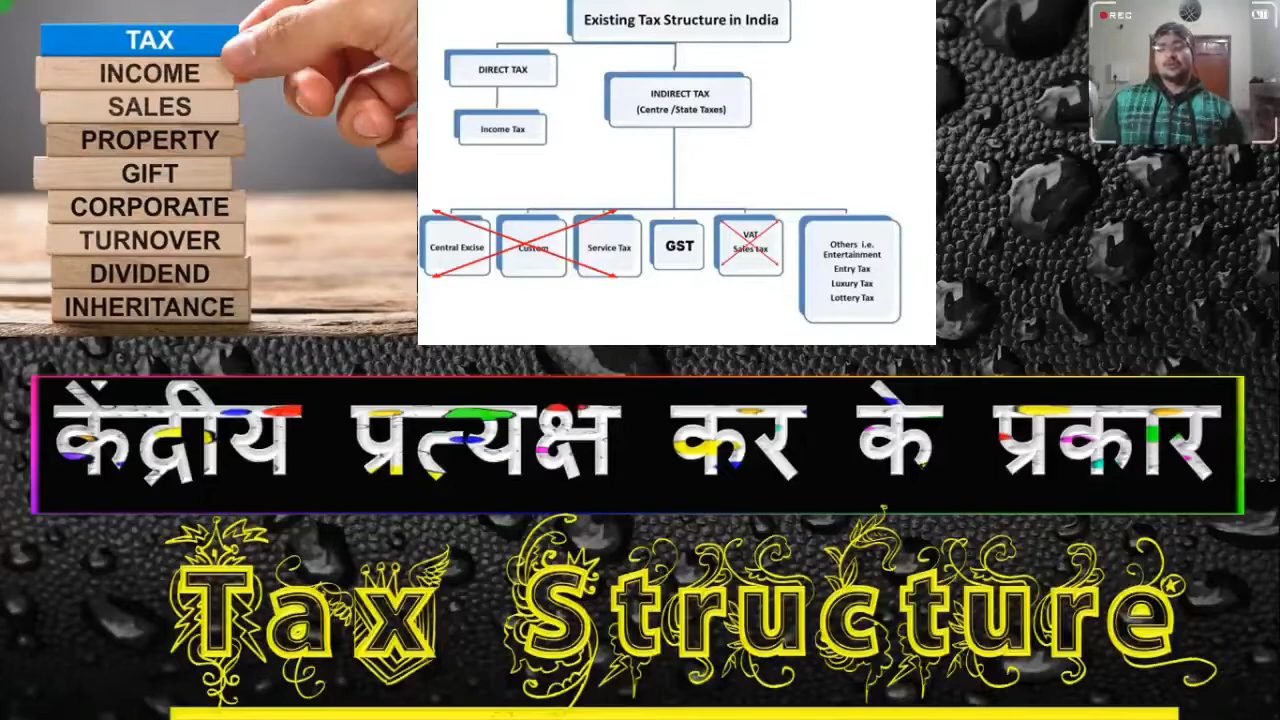 TAX
INCOME
SALES
PROPERTY
GIFT
CORPORATE
TURNOVER
DIVIDEND
INHERITANCE
Existing Tax Structure in India
DIRECT TAX
Income Tax
INDIRECT TAX
(Centre /State Taxes)
Central Excise
Custom
Service Tax
GST
VAT
Sales tax
Others i.e.
Entertainment
Entry Tax
Luxury Tax
Lottery Tax
REC
केंद्रीय प्रत्यक्ष कर के प्रकार
Tax Structure